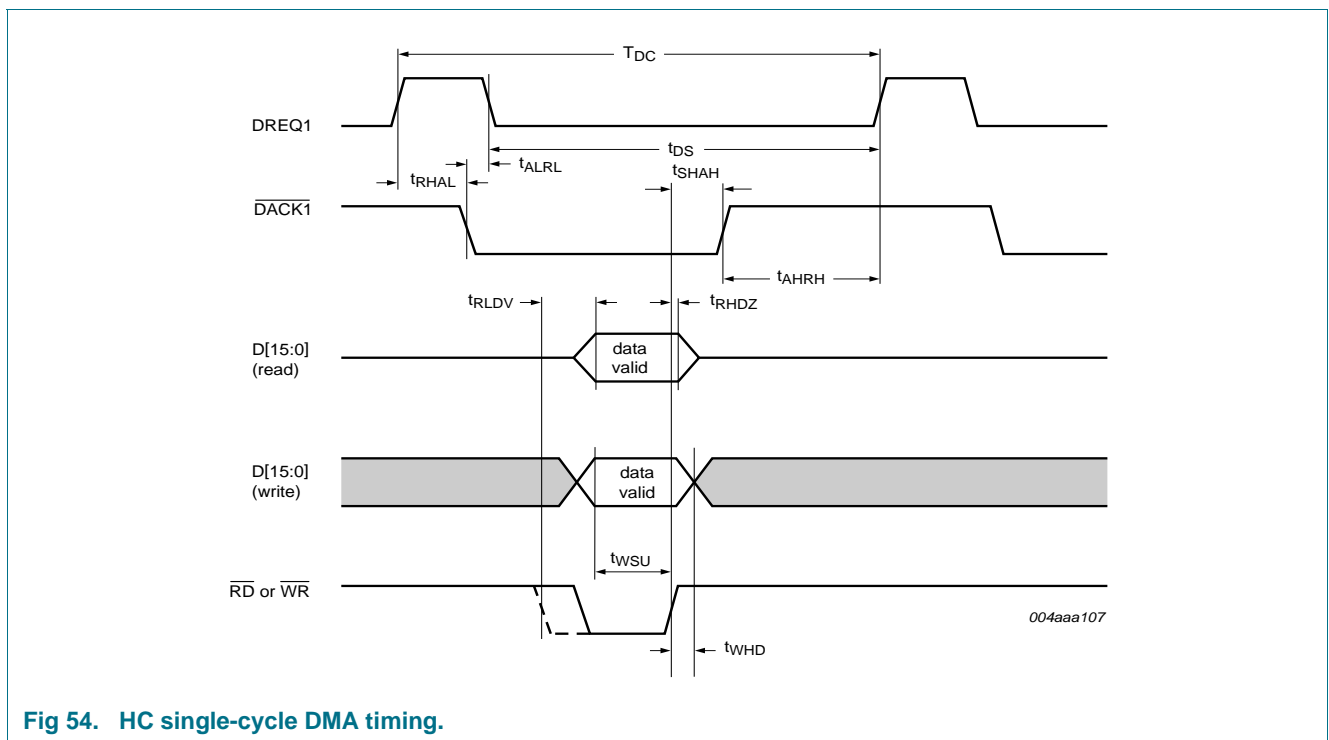 TDC
DREQ1
tDS
tALRL
tSHAH
tRHAL
DACK1
tAHRH
tRLDV
tRHDZ
D[15:0]
(read)
data
valid
D[15:0]
(write)
data
valid
tWSU
RD or WR
004aaa107
tWHD
Fig 54. HC single-cycle DMA timing.